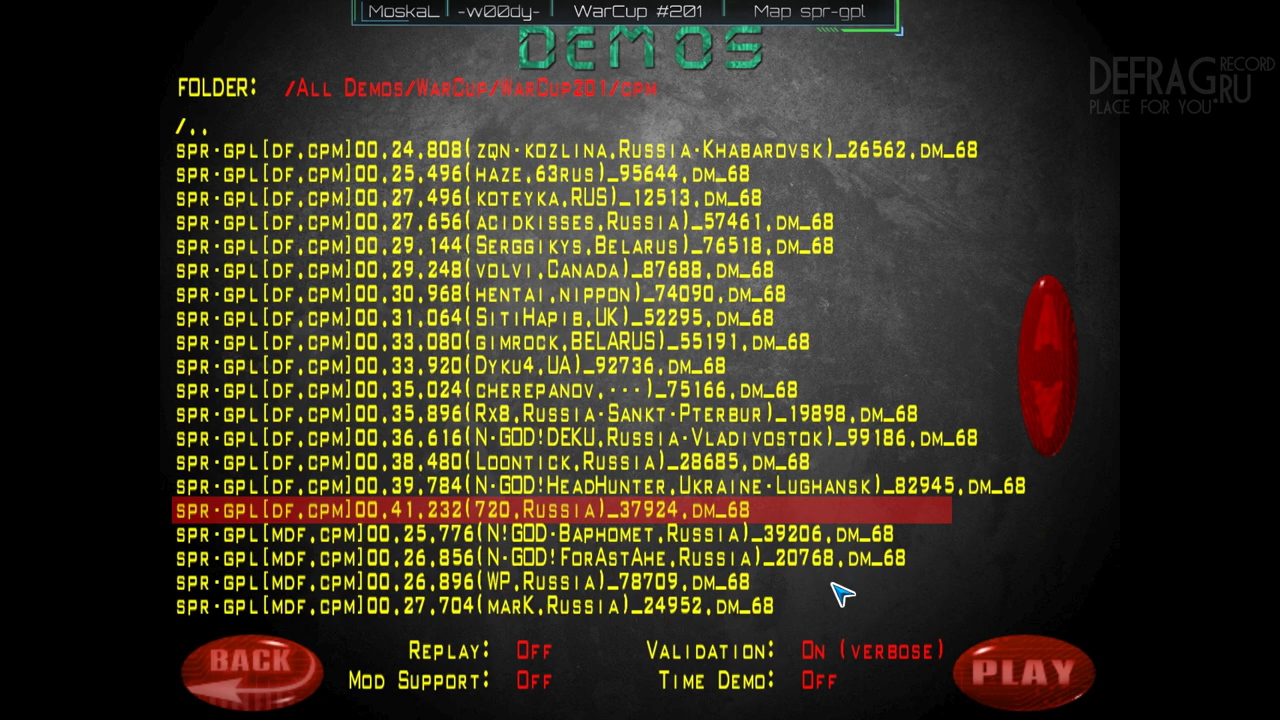 MoskaL -w00dy- WarCup #201 Map spr-gpl
DEMOS
DEFRAG RECORD .RU
PLACE FOR YOU
FOLDER: /All Demos/WarCup/WarCup201/cpm
/..
spr-gpl[df.cpm]00.24.808(zqn-kozlina.Russia-Khabarovsk)_26562.dm_68
spr-gpl[df.cpm]00.25.496(haze.63rus)_95644.dm_68
spr-gpl[df.cpm]00.27.496(koteyka.RUS)_12513.dm_68
spr-gpl[df.cpm]00.27.656(acidkisses.Russia)_57461.dm_68
spr-gpl[df.cpm]00.29.144(Serggikys.Belarus)_76518.dm_68
spr-gpl[df.cpm]00.29.248(volvi.Canada)_87688.dm_68
spr-gpl[df.cpm]00.30.968(hentai.nippon)_74090.dm_68
spr-gpl[df.cpm]00.31.064(SitiHapib.UK)_52295.dm_68
spr-gpl[df.cpm]00.33.080(gimrock.BELARUS)_55191.dm_68
spr-gpl[df.cpm]00.33.920(Dyku4.UA)_92736.dm_68
spr-gpl[df.cpm]00.35.024(cherepanov.---)_75166.dm_68
spr-gpl[df.cpm]00.35.896(Rx8.Russia-Sankt-Pterbur)_19898.dm_68
spr-gpl[df.cpm]00.36.616(N-GOD!DEKU.Russia-Vladivostok)_99186.dm_68
spr-gpl[df.cpm]00.38.480(Loontick.Russia)_28685.dm_68
spr-gpl[df.cpm]00.39.784(N-GOD!HeadHunter.Ukraine-Lughansk)_82945.dm_68
spr-gpl[df.cpm]00.41.232(720.Russia)_37924.dm_68
spr-gpl[mdf.cpm]00.25.776(N!GOD-Baphomet.Russia)_39206.dm_68
spr-gpl[mdf.cpm]00.26.856(N-GOD!ForAstAhe.Russia)_20768.dm_68
spr-gpl[mdf.cpm]00.26.896(WP.Russia)_78709.dm_68
spr-gpl[mdf.cpm]00.27.704(marK.Russia)_24952.dm_68
BACK
Replay: Off Validation: On (verbose)
Mod Support: Off Time Demo: Off
PLAY